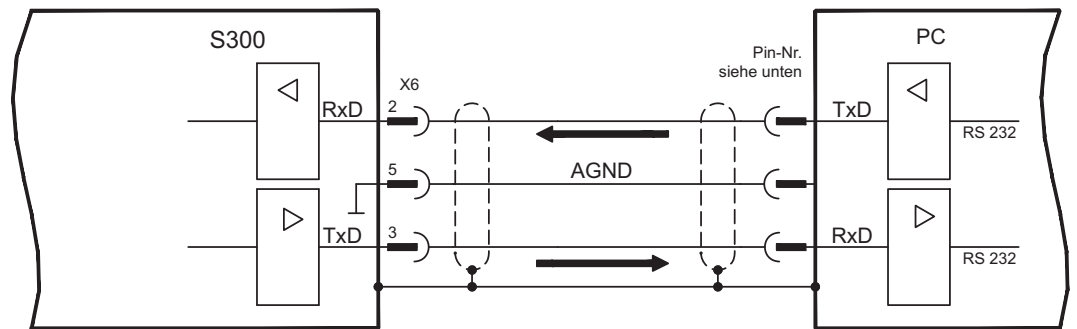 S300
PC
Pin-Nr.
siehe unten
X6
RxD
2
TxD
RS 232
5
AGND
TxD
3
RxD
RS 232